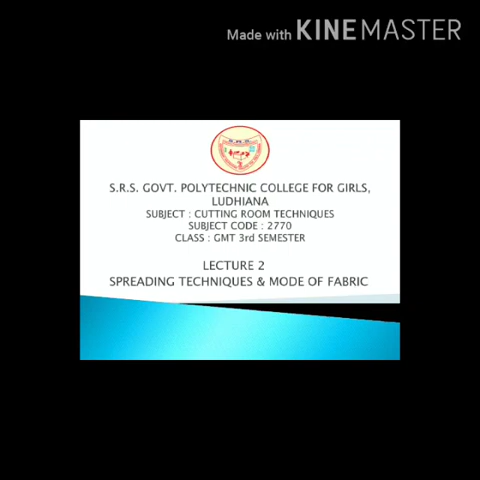 Made with KINEMASTER
S.R.S. GOVT. POLYTECHNIC COLLEGE FOR GIRLS,
LUDHIANA
SUBJECT : CUTTING ROOM TECHNIQUES
SUBJECT CODE : 2770
CLASS : GMT 3rd SEMESTER
LECTURE 2
SPREADING TECHNIQUES & MODE OF FABRIC